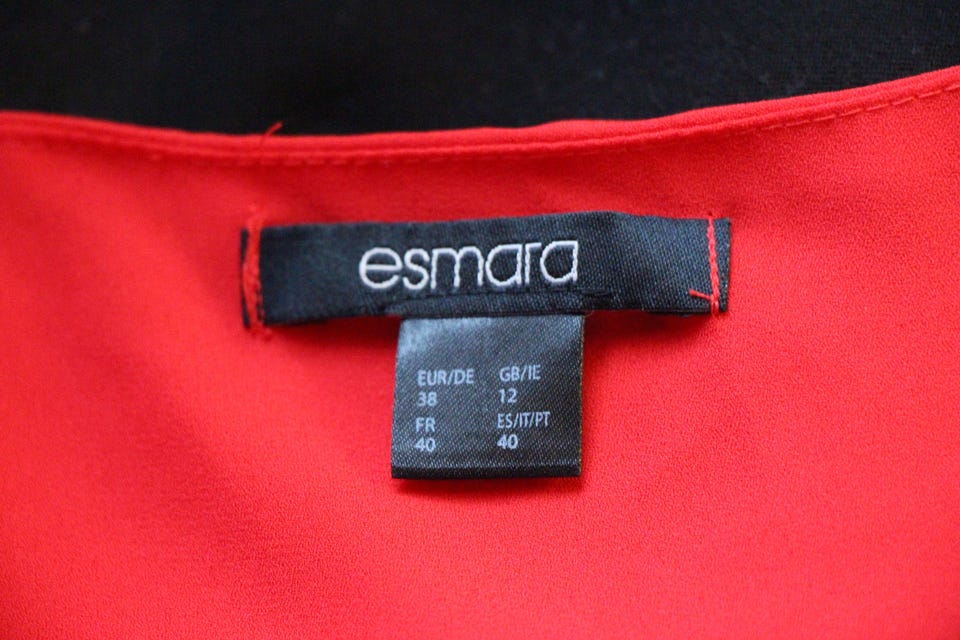 esmara
EUR/DE GB/IE
38 12
FR ES/IT/PT
40 40